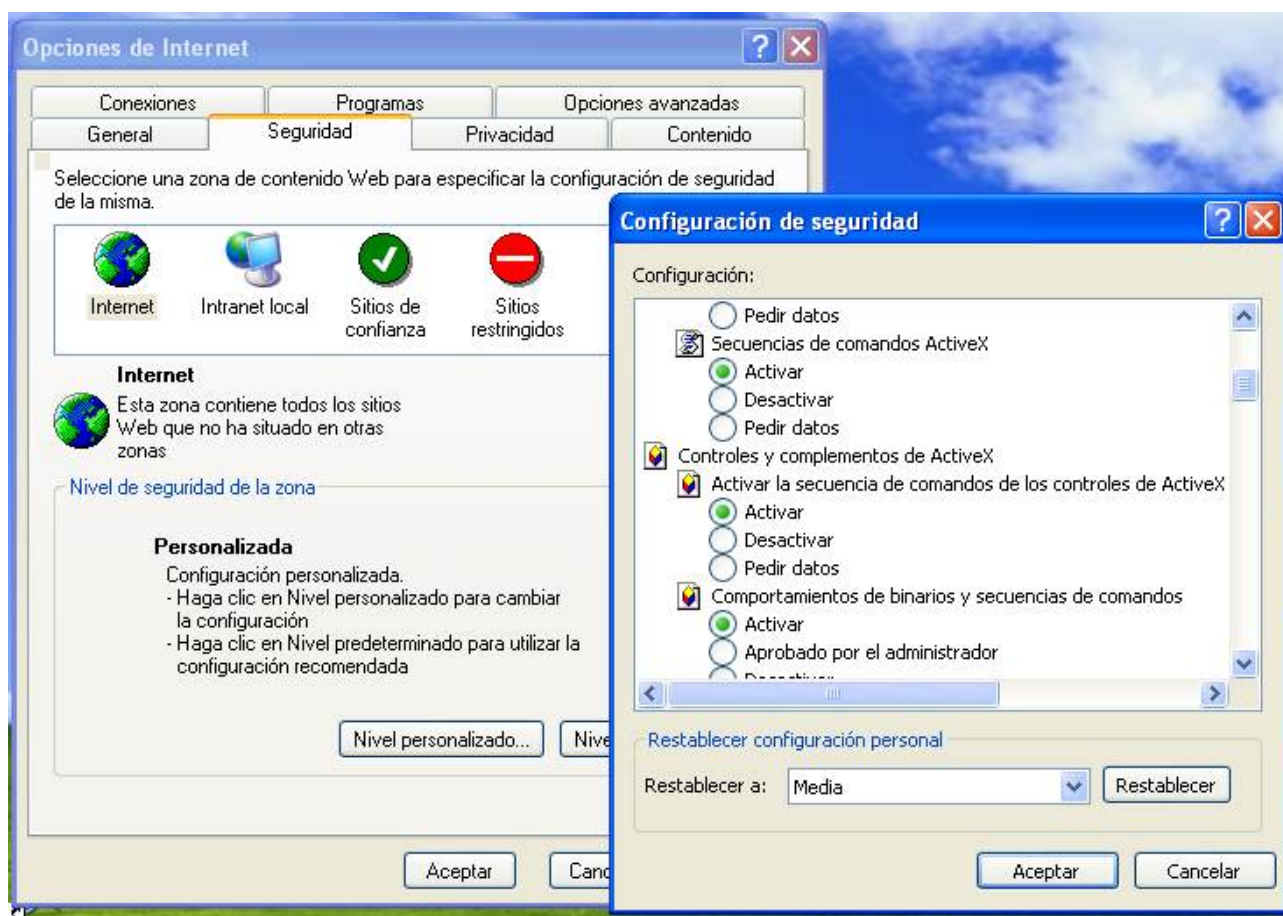 Opciones de Internet
Conexiones
Programas
Opciones avanzadas
General
Seguridad
Privacidad
Contenido
Seleccione una zona de contenido Web para especificar la configuración de seguridad
de la misma.
Internet
Intranet local
Sitios de
confianza
Sitios
restringidos
Internet
Esta zona contiene todos los sitios
Web que no ha situado en otras
zonas
Nivel de seguridad de la zona
Personalizada
Configuración personalizada.
- Haga clic en Nivel personalizado para cambiar
la configuración
- Haga clic en Nivel predeterminado para utilizar la
configuración recomendada
Nivel personalizado...
Nive
Aceptar
Canc
Configuración de seguridad
Configuración:
Pedir datos
Secuencias de comandos ActiveX
Activar
Desactivar
Pedir datos
Controles y complementos de ActiveX
Activar la secuencia de comandos de los controles de ActiveX
Activar
Desactivar
Pedir datos
Comportamientos de binarios y secuencias de comandos
Activar
Aprobado por el administrador
Restablecer configuración personal
Restablecer a:
Media
Restablecer
Aceptar
Cancelar